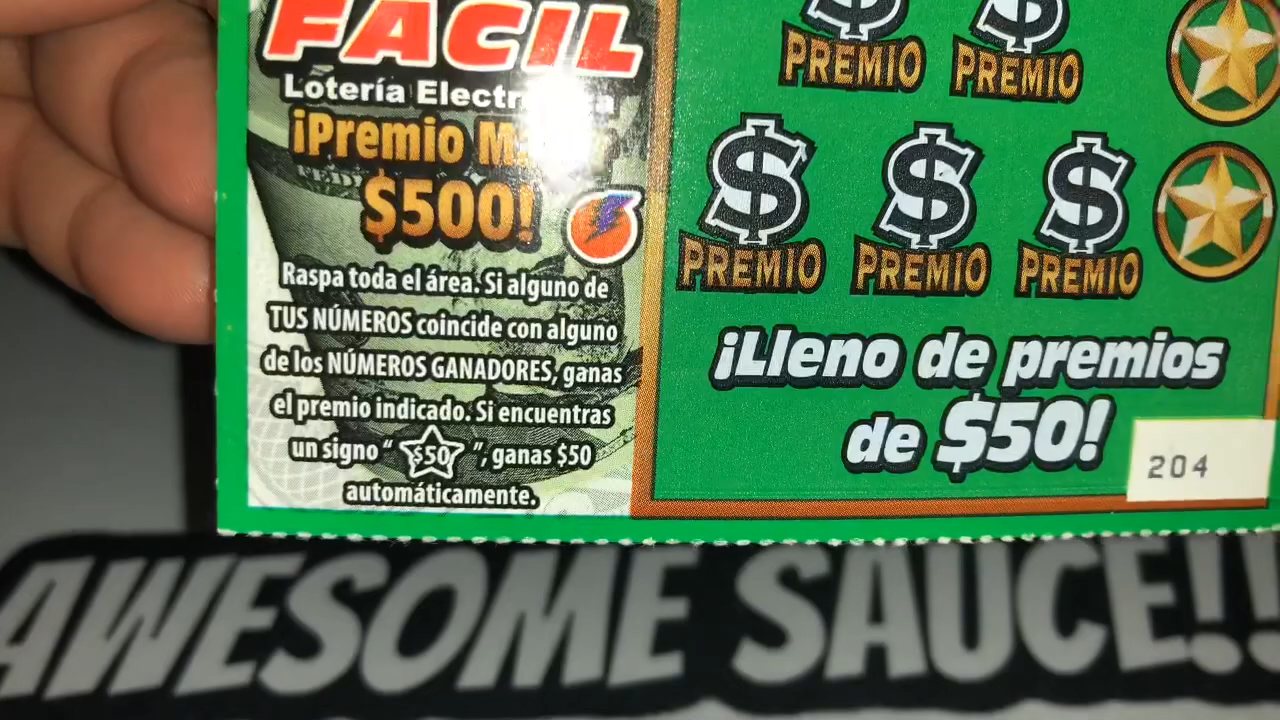 FACIL
Lotería
¡Premio
$500!
Raspa toda el área. Si alguno de
TUS NÚMEROS coincide con alguno
de los NÚMEROS GANADORES, ganas
el premio indicado. Si encuentras
un signo " $50 ", ganas $50
automáticamente.
$ $
PREMIO PREMIO
$ $ $
PREMIO PREMIO PREMIO
¡Lleno de premios
de $50!
204
AWESOME SAUCE!!